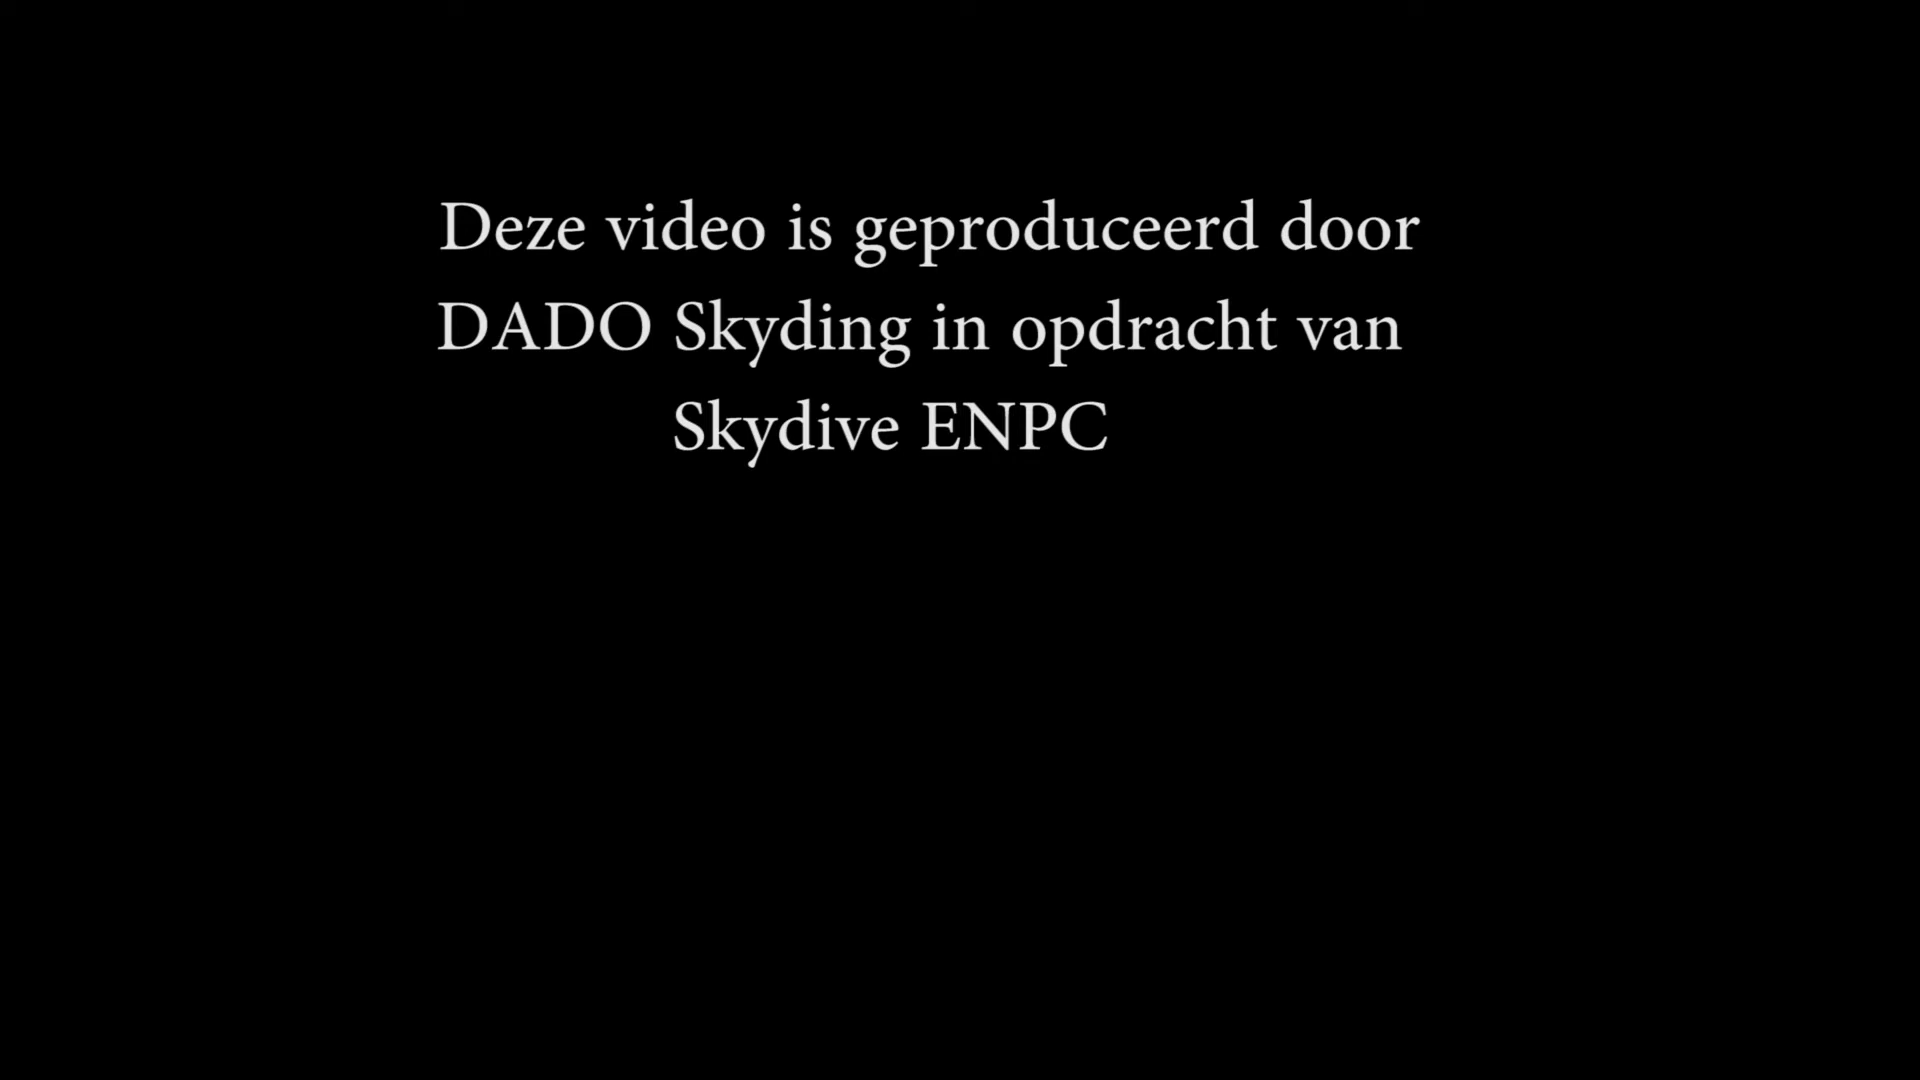 Deze video is geproduceerd door
DADO Skyding in opdracht van
Skydive ENPC